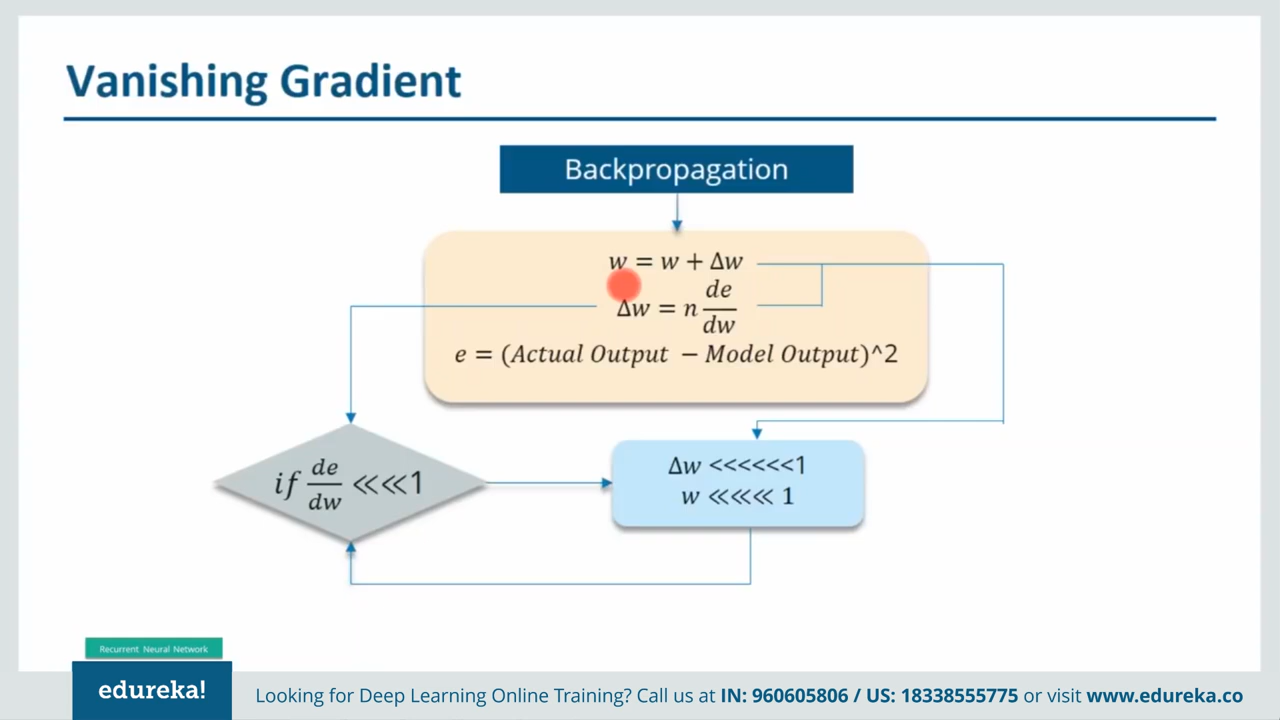 Vanishing Gradient
Backpropagation
w = w + Δw
Δw = n de/dw
e = (Actual Output − Model Output)^2
if de/dw ⋘1
Δw <<<<<<1
w ⋘⋘ 1
Recurrent Neural Network
edureka!
Looking for Deep Learning Online Training? Call us at IN: 960605806 / US: 18338555775 or visit www.edureka.co